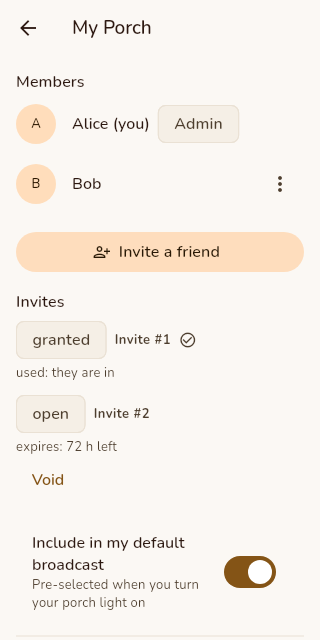 My Porch
Members
A
Alice (you)
Admin
B
Bob
Invite a friend
Invites
granted
Invite #1
used: they are in
open
Invite #2
expires: 72 h left
Void
Include in my default
broadcast
Pre-selected when you turn
your porch light on